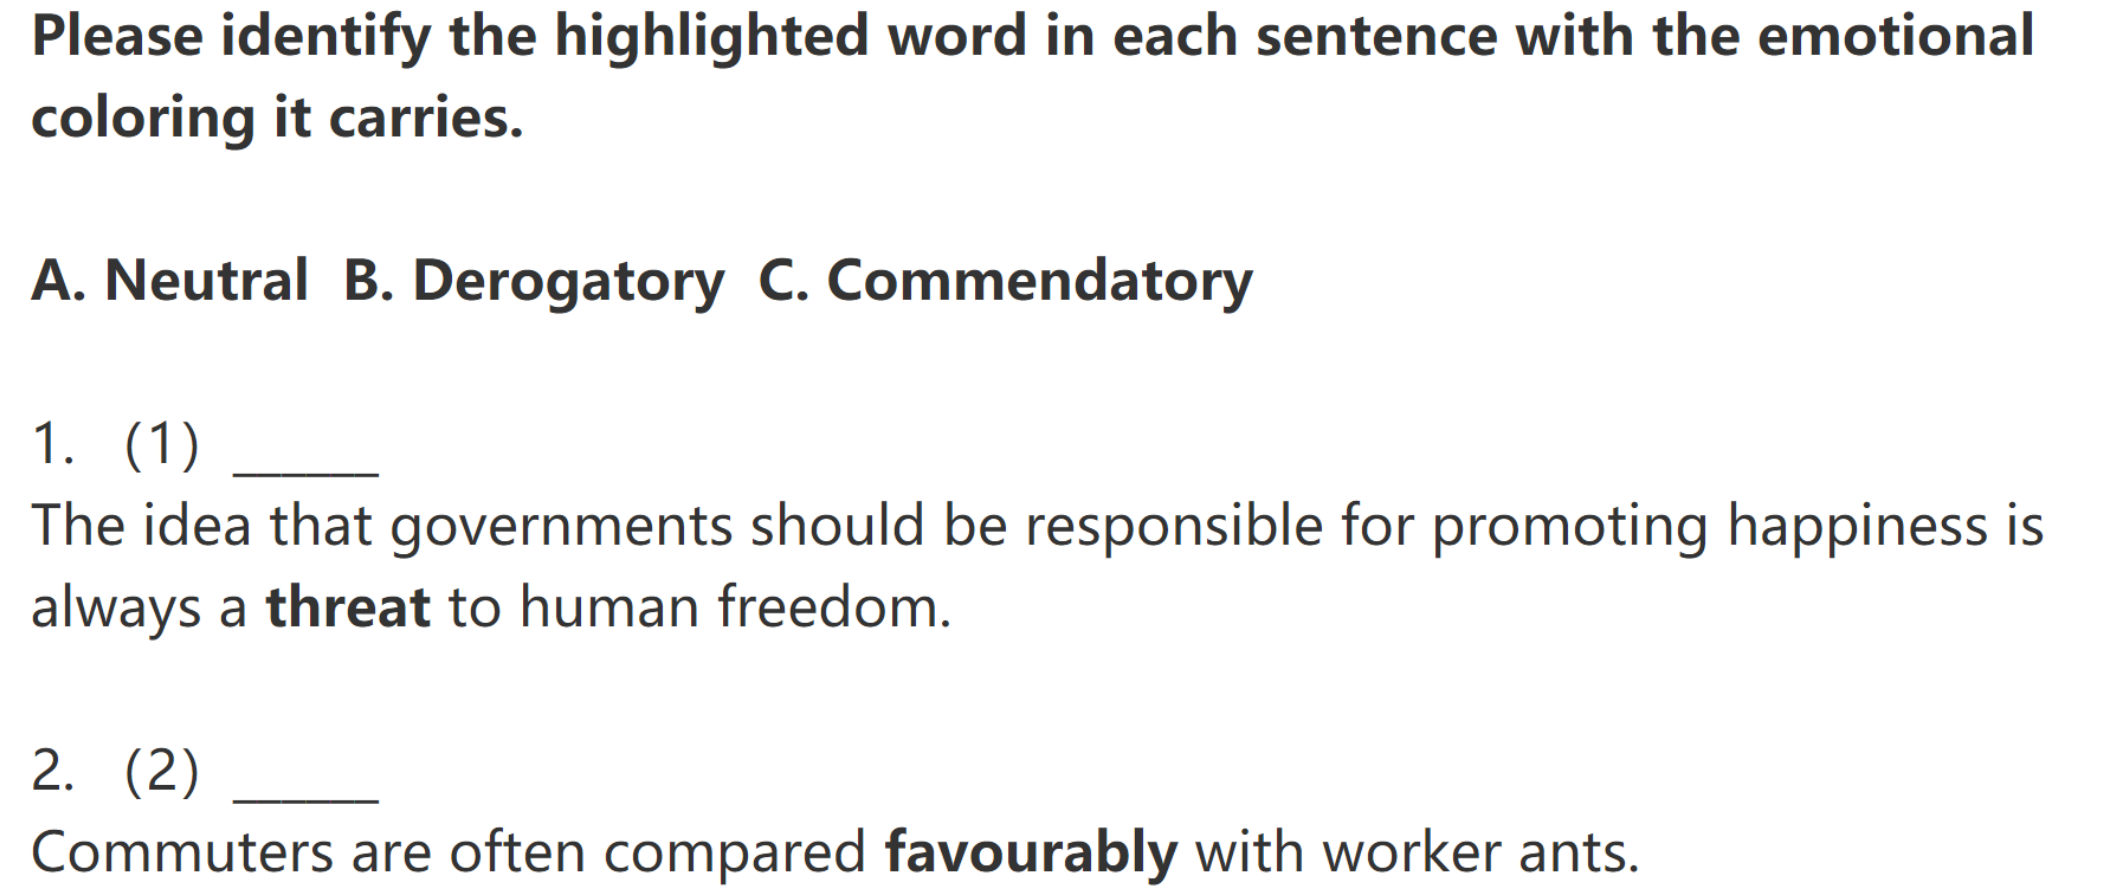 Please identify the highlighted word in each sentence with the emotional
coloring it carries.
A. Neutral B. Derogatory C. Commendatory
1. (1) ______
The idea that governments should be responsible for promoting happiness is
always a threat to human freedom.
2. (2) ______
Commuters are often compared favourably with worker ants.